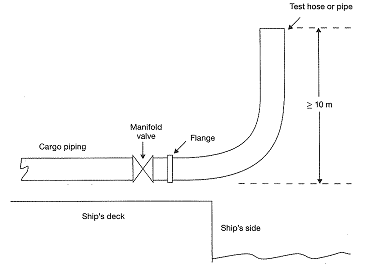 Test hose or pipe
≥ 10 m
Manifold
valve
Flange
Cargo piping
Ship's deck
Ship's side